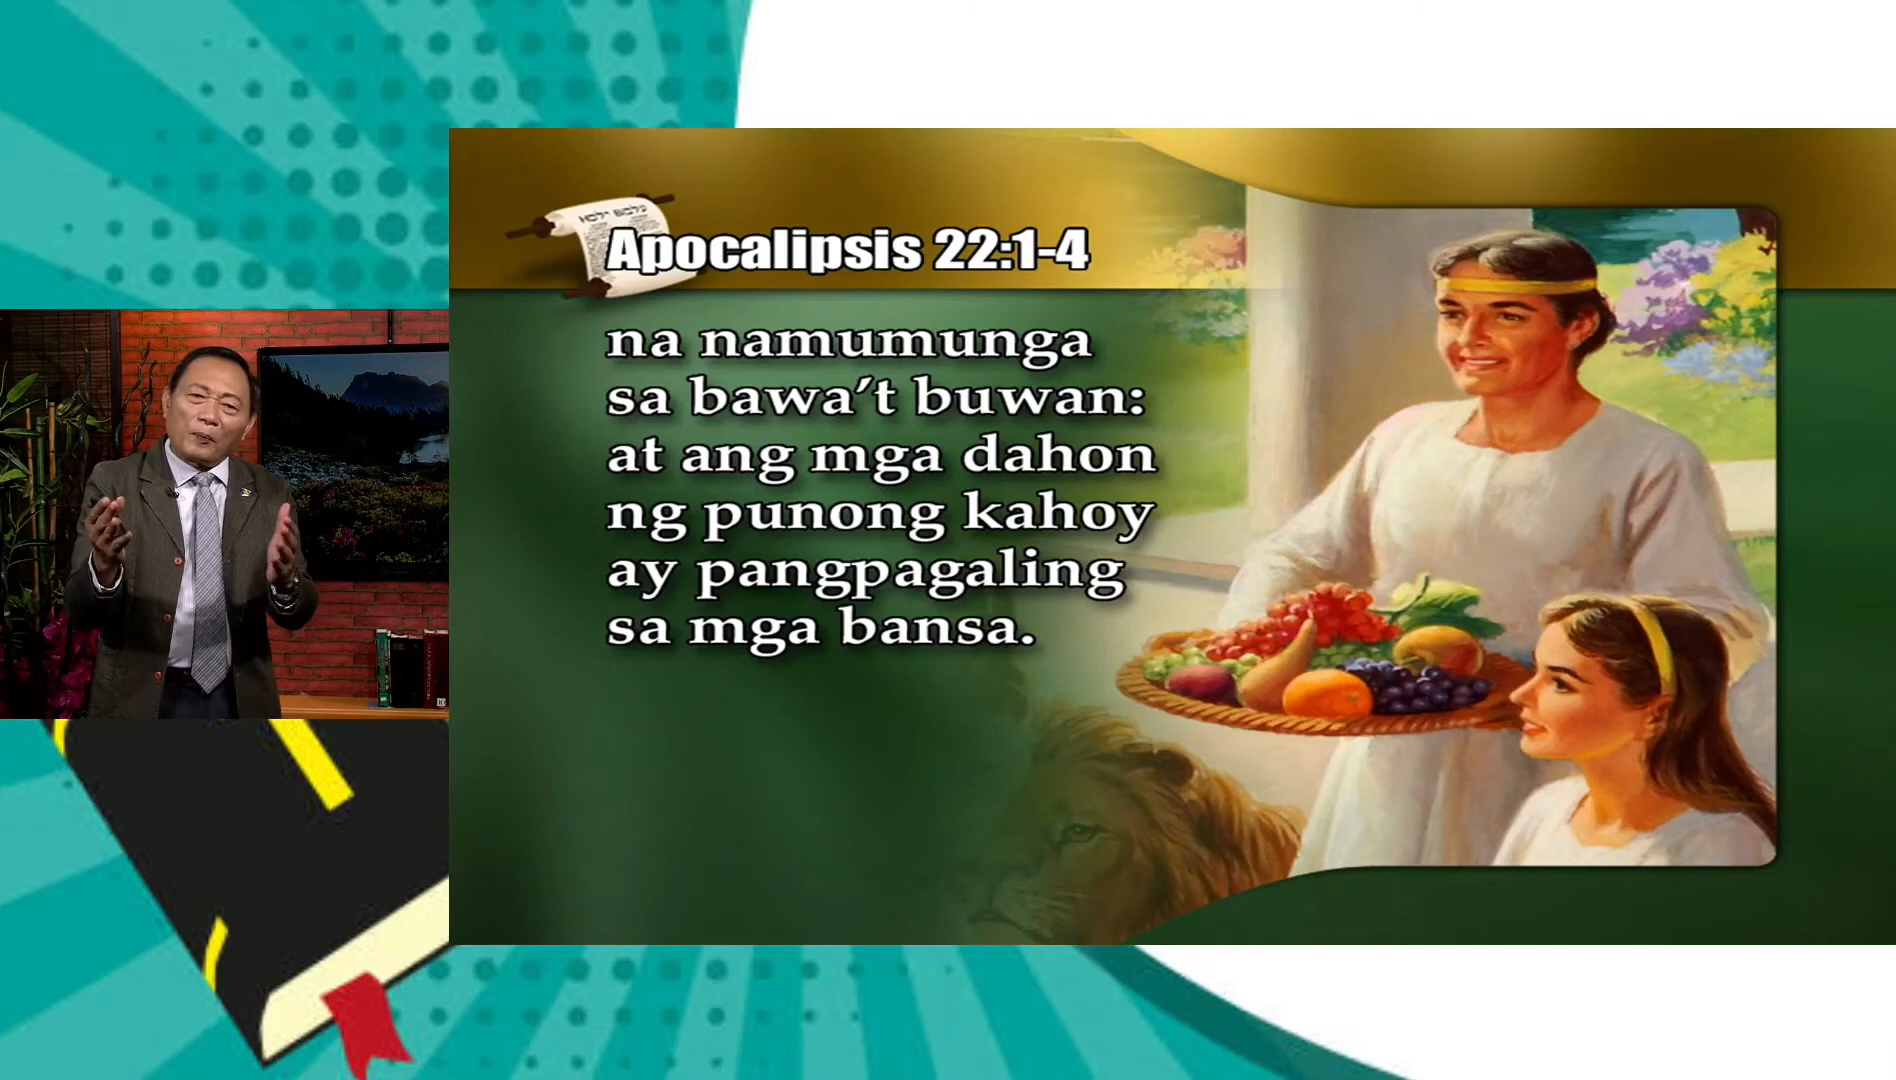 Apocalipsis 22:1-4
na namumunga
sa bawa’t buwan:
at ang mga dahon
ng punong kahoy
ay pangpagaling
sa mga bansa.